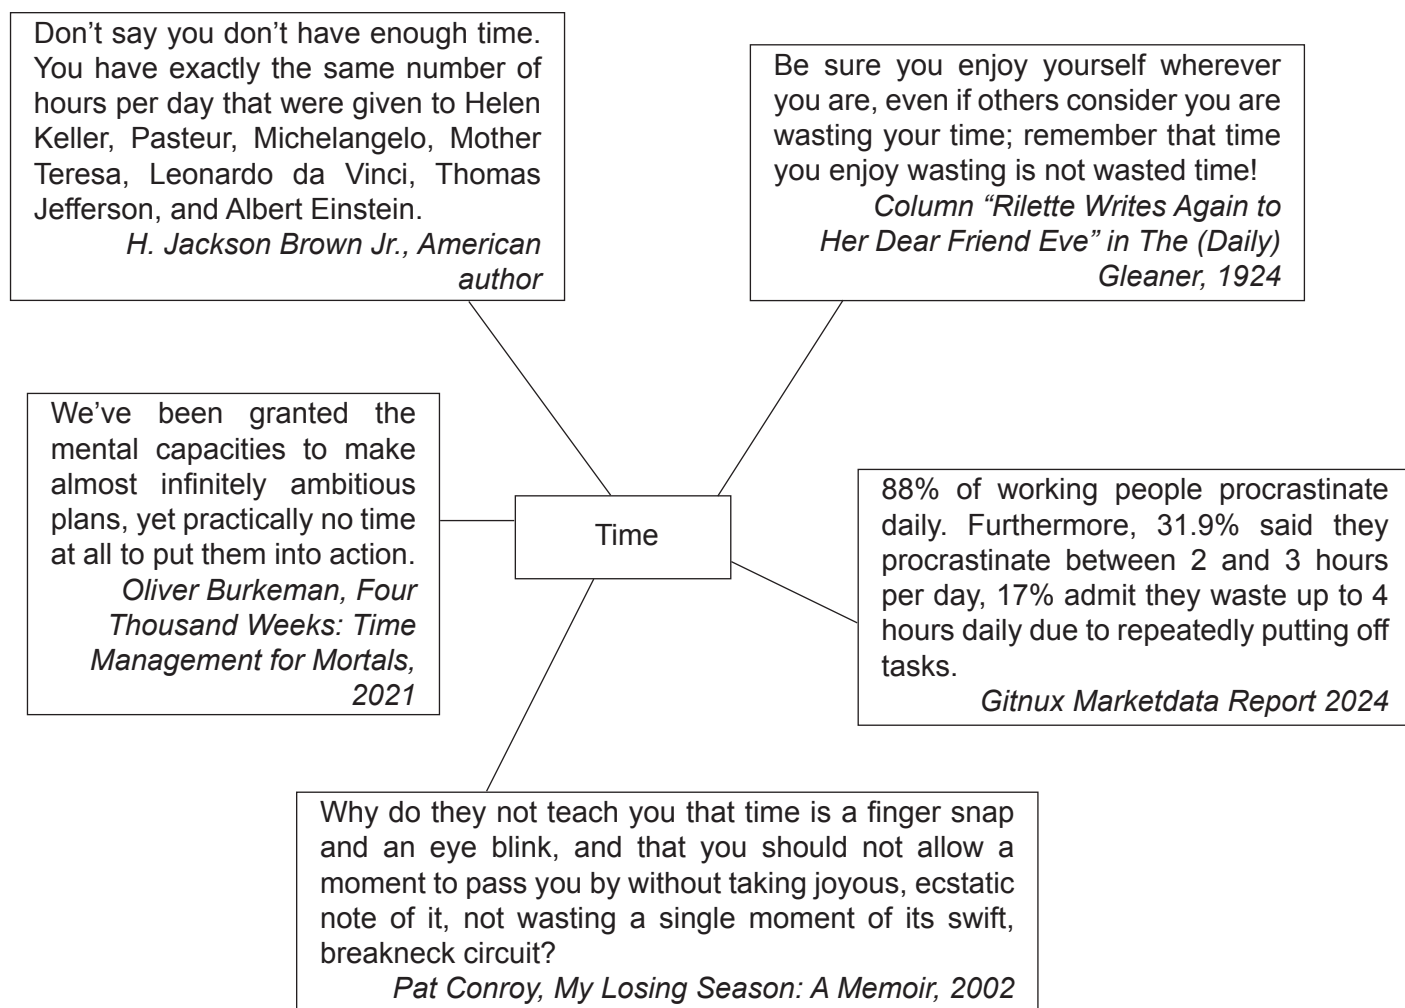 Don’t say you don’t have enough time.
You have exactly the same number of
hours per day that were given to Helen
Keller, Pasteur, Michelangelo, Mother
Teresa, Leonardo da Vinci, Thomas
Jefferson, and Albert Einstein.
H. Jackson Brown Jr., American
author
Be sure you enjoy yourself wherever
you are, even if others consider you are
wasting your time; remember that time
you enjoy wasting is not wasted time!
Column “Rilette Writes Again to
Her Dear Friend Eve” in The (Daily)
Gleaner, 1924
We’ve been granted the
mental capacities to make
almost infinitely ambitious
plans, yet practically no time
at all to put them into action.
Oliver Burkeman, Four
Thousand Weeks: Time
Management for Mortals,
2021
Time
88% of working people procrastinate
daily. Furthermore, 31.9% said they
procrastinate between 2 and 3 hours
per day, 17% admit they waste up to 4
hours daily due to repeatedly putting off
tasks.
Gitnux Marketdata Report 2024
Why do they not teach you that time is a finger snap
and an eye blink, and that you should not allow a
moment to pass you by without taking joyous, ecstatic
note of it, not wasting a single moment of its swift,
breakneck circuit?
Pat Conroy, My Losing Season: A Memoir, 2002